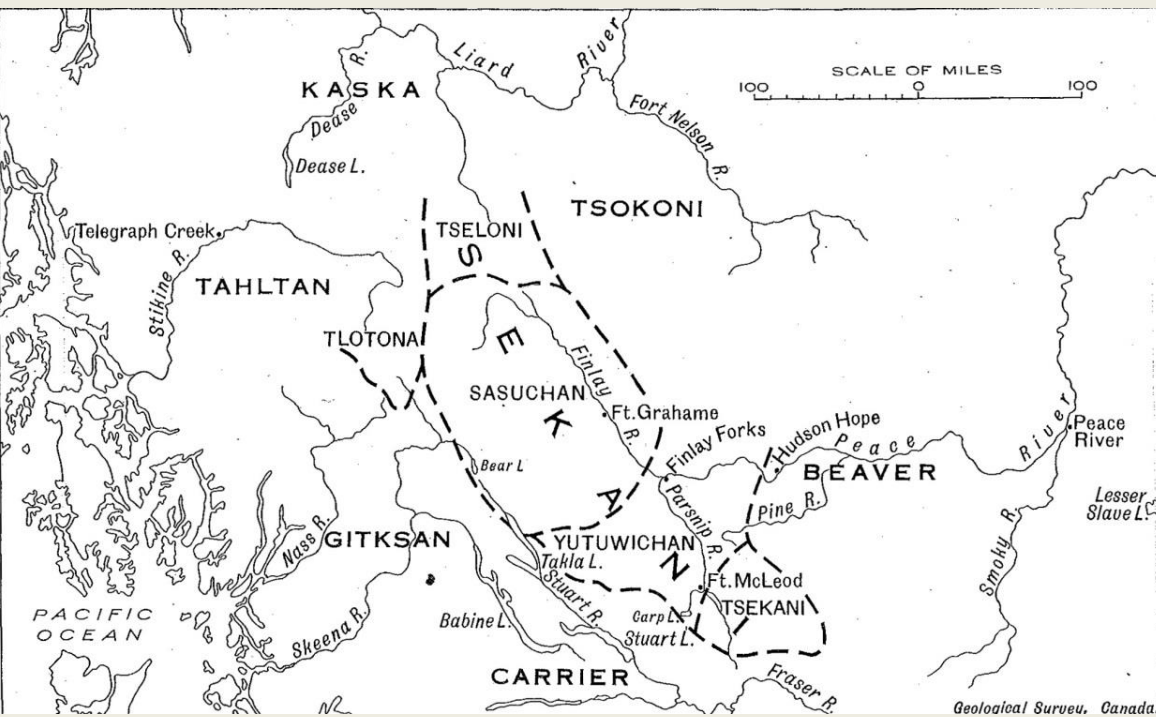 SCALE OF MILES
100 0 100
Liard River
KASKA
Dease R.
Dease L.
Fort Nelson R.
TSOKONI
TSELONI
Telegraph Creek
Stikine R.
TAHLTAN
SEKANI
TLOTONA
SASUCHAN
Finlay R.
Ft. Grahame
Finlay Forks
Hudson Hope
Peace River
Peace
River
BEAVER
Bear L
Pine R.
Parsnip R.
Lesser
Slave L.
Smoky R.
Nass R.
GITKSAN
YUTUWICHAN
Takla L.
Stuart R.
Ft. McLeod
TSEKANI
Carp L.
Stuart L.
PACIFIC
OCEAN
Skeena R.
Babine L.
CARRIER
Fraser R.
Geological Survey, Canada.